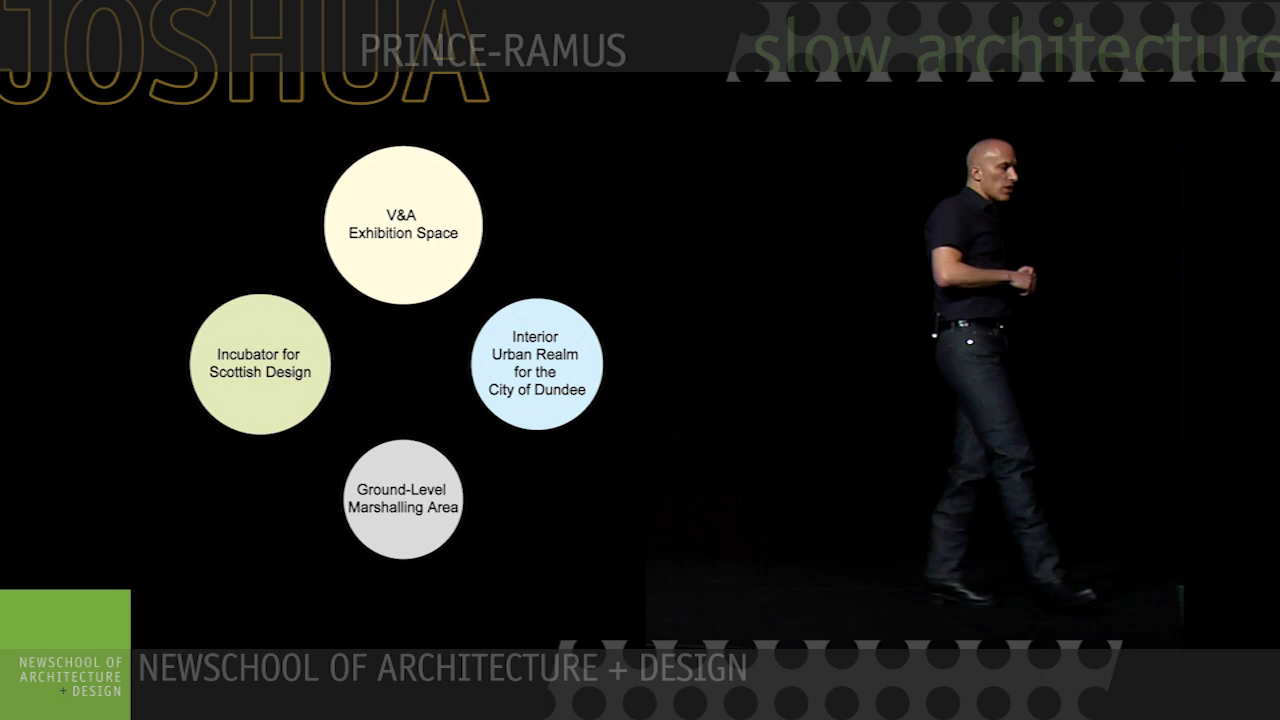 JOSHUA
PRINCE-RAMUS
slow architecture
V&A
Exhibition Space
Incubator for
Scottish Design
Interior
Urban Realm
for the
City of Dundee
Ground-Level
Marshalling Area
NEWSCHOOL OF
ARCHITECTURE
+ DESIGN
NEWSCHOOL OF ARCHITECTURE + DESIGN